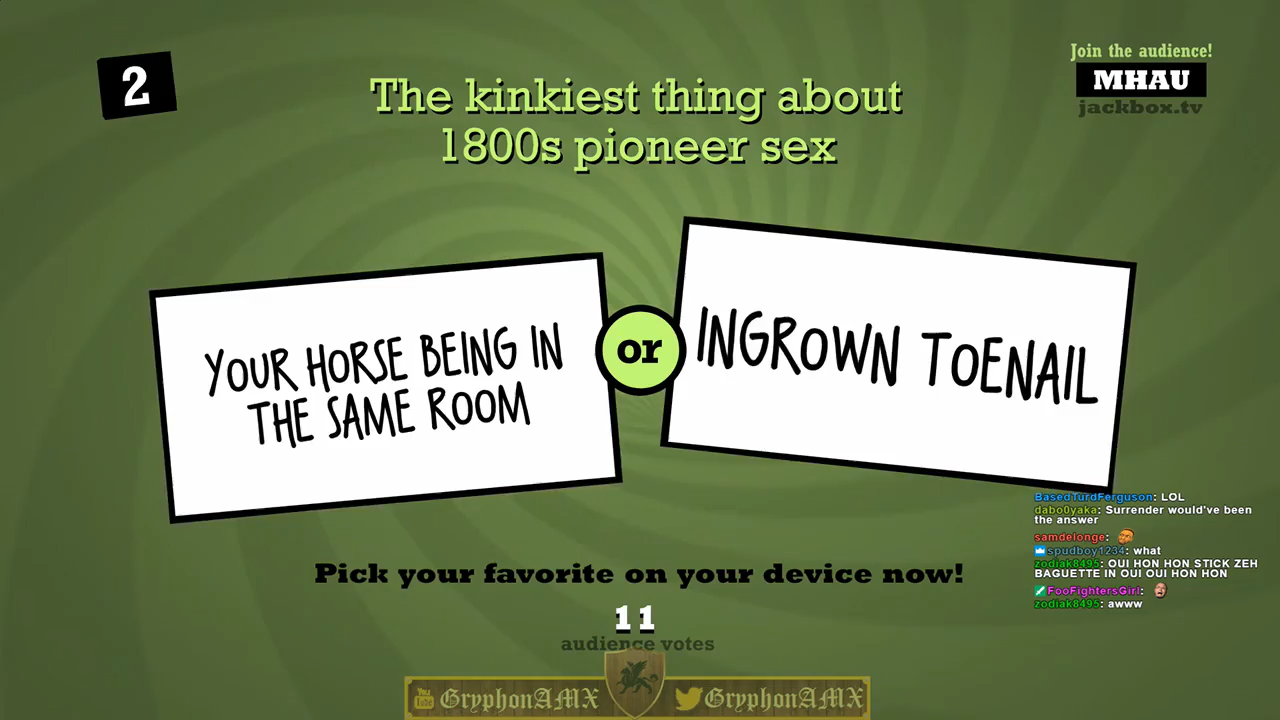 2
The kinkiest thing about
1800s pioneer sex
Join the audience!
MHAU
jackbox.tv
YOUR HORSE BEING IN
THE SAME ROOM
or
INGROWN TOENAIL
BasedTurdFerguson: LOL
dabo0yaka: Surrender would've been
the answer
samdelonge:
spudboy1234: what
zodiak8495: OUI HON HON STICK ZEH
BAGUETTE IN OUI OUI HON HON
FooFightersGirl:
zodiak8495: awww
Pick your favorite on your device now!
11
audience votes
You Tube GryphonAMX
GryphonAMX